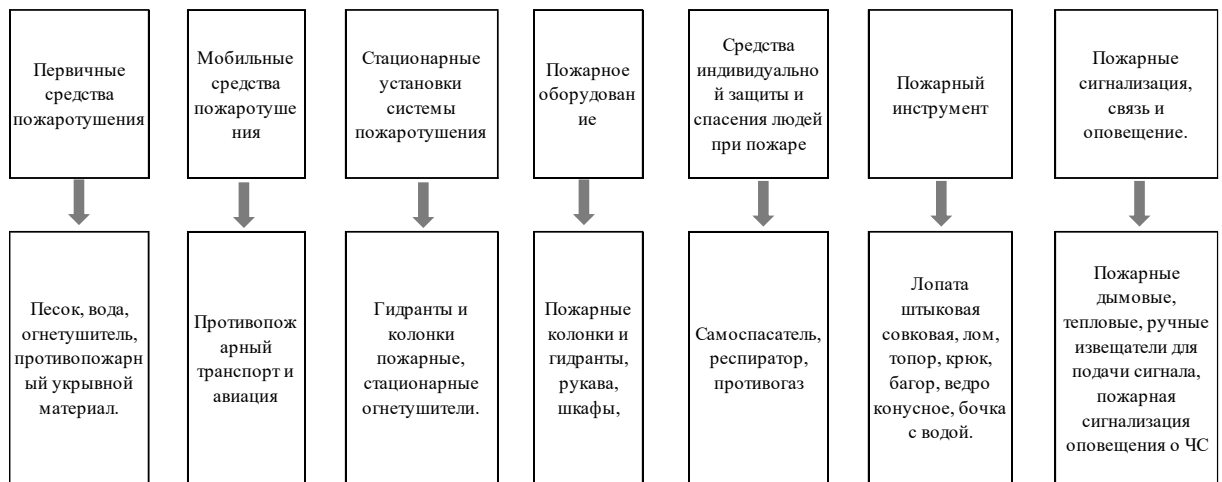 Первичные
средства
пожаротушения
Мобильные
средства
пожаротуше
ния
Стационарные
установки
системы
пожаротушения
Пожарное
оборудован
ие
Средства
индивидуально
й защиты и
спасения людей
при пожаре
Пожарный
инструмент
Пожарные
сигнализация,
связь и
оповещение.
Песок, вода,
огнетушитель,
противопожарн
ый укрывной
материал.
Противопож
арный
транспорт и
авиация
Гидранты и
колонки
пожарные,
стационарные
огнетушители.
Пожарные
колонки и
гидранты,
рукава,
шкафы,
Самоспасатель,
респиратор,
противогаз
Лопата
штыковая
совковая, лом,
топор, крюк,
багор, ведро
конусное, бочка
с водой.
Пожарные
дымовые,
тепловые, ручные
извещатели для
подачи сигнала,
пожарная
сигнализация
оповещения о ЧС